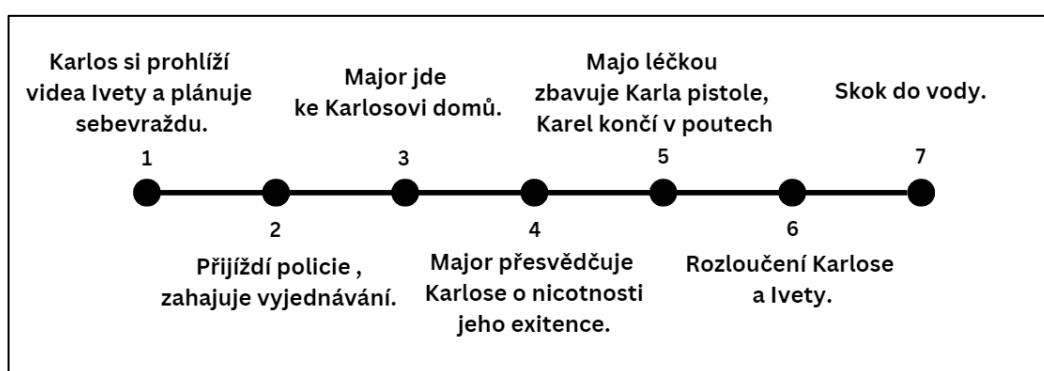 Karlos si prohlíží
videa Ivety a plánuje
sebevraždu.
1
2
Přijíždí policie ,
zahajuje vyjednávání.
Major jde
ke Karlosovi domů.
3
4
Major přesvědčuje
Karlose o nicotnosti
jeho exitence.
Majo léčkou
zbavuje Karla pistole,
Karel končí v poutech
5
6
Rozloučení Karlose
a Ivety.
Skok do vody.
7